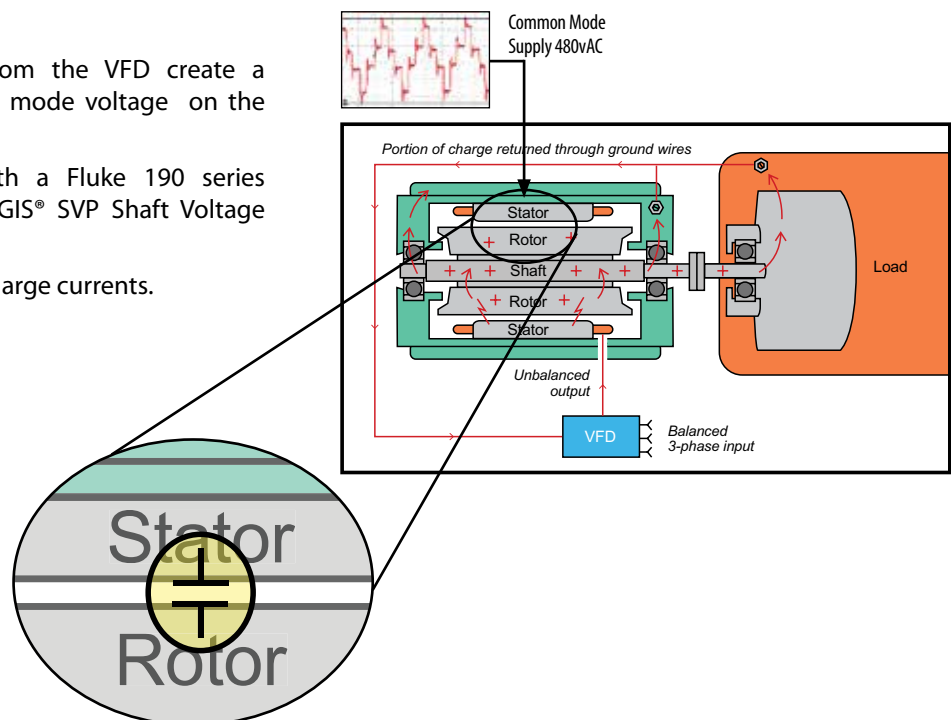 om the VFD create a
mode voltage on the
th a Fluke 190 series
GIS® SVP Shaft Voltage
arge currents.
Common Mode
Supply 480vAC
Portion of charge returned through ground wires
Stator
Rotor
Shaft
Rotor
Stator
Load
Unbalanced
output
VFD
Balanced
3-phase input
Stator
Rotor